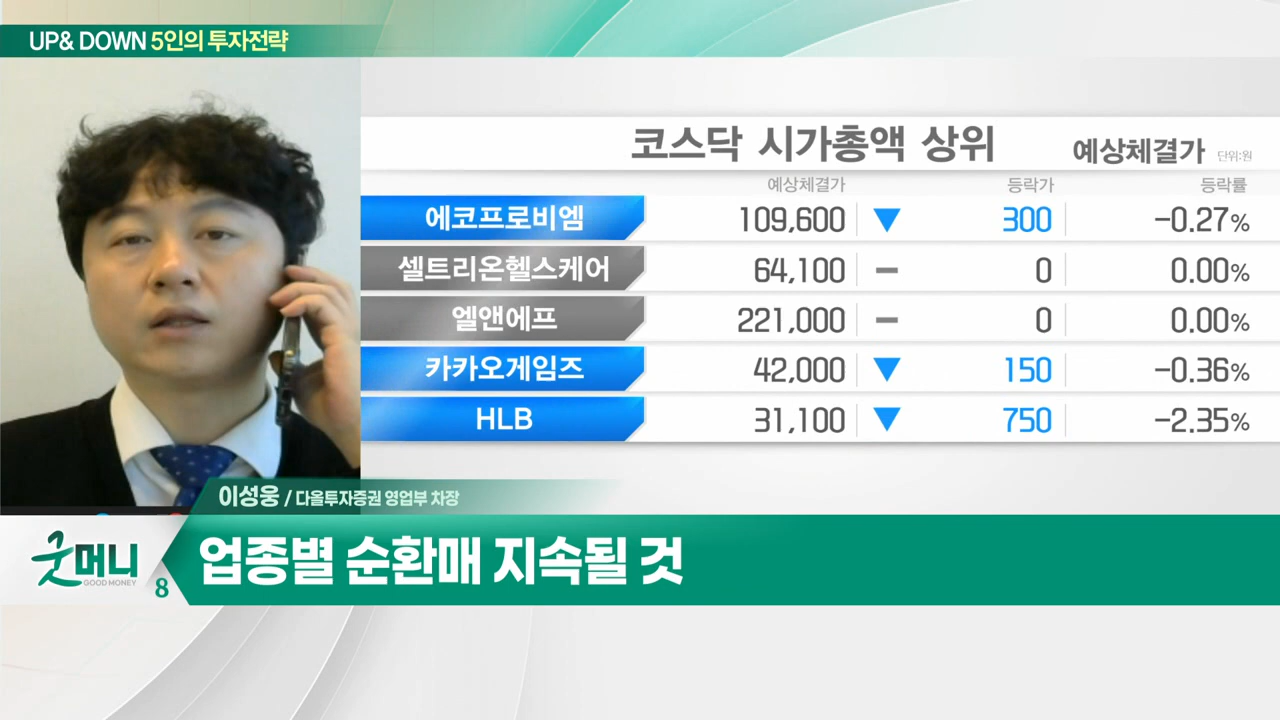 UP& DOWN 5인의 투자전략
코스닥 시가총액 상위 예상체결가 단위:원
예상체결가 등락가 등락률
에코프로비엠 109,600 ▼ 300 -0.27%
셀트리온헬스케어 64,100 - 0 0.00%
엘앤에프 221,000 - 0 0.00%
카카오게임즈 42,000 ▼ 150 -0.36%
HLB 31,100 ▼ 750 -2.35%
이성웅 / 다올투자증권 영업부 차장
굿머니
GOOD MONEY
8
업종별 순환매 지속될 것